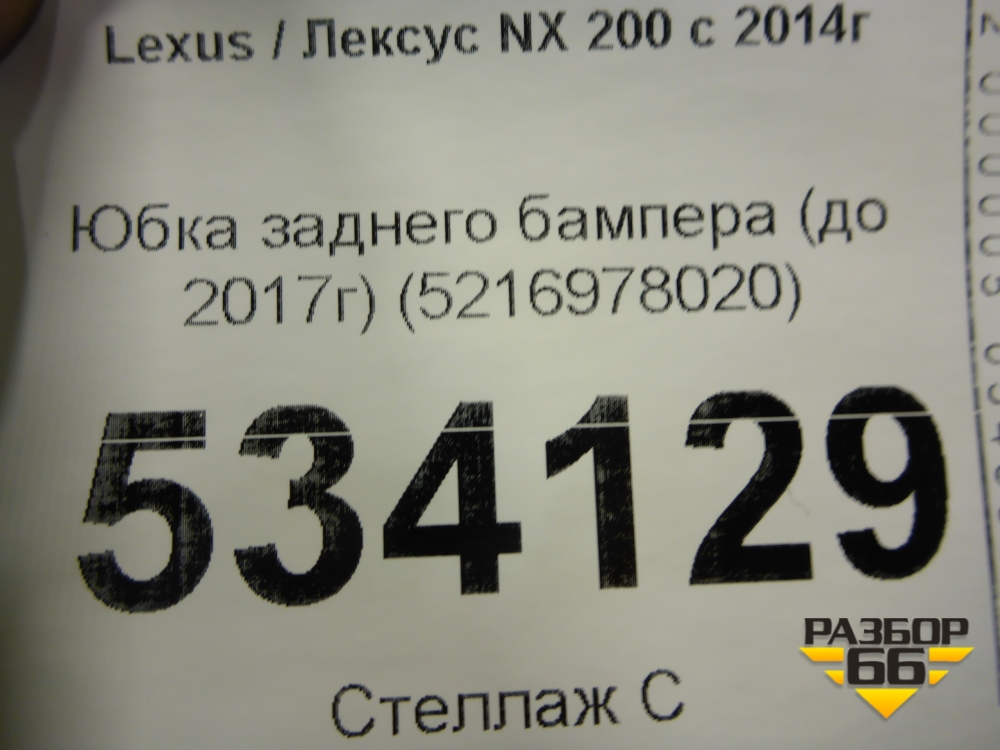 Lexus / Лексус NX 200 с 2014г
Юбка заднего бампера (до
2017г) (5216978020)
534129
Стеллаж С
РАЗБОР
66